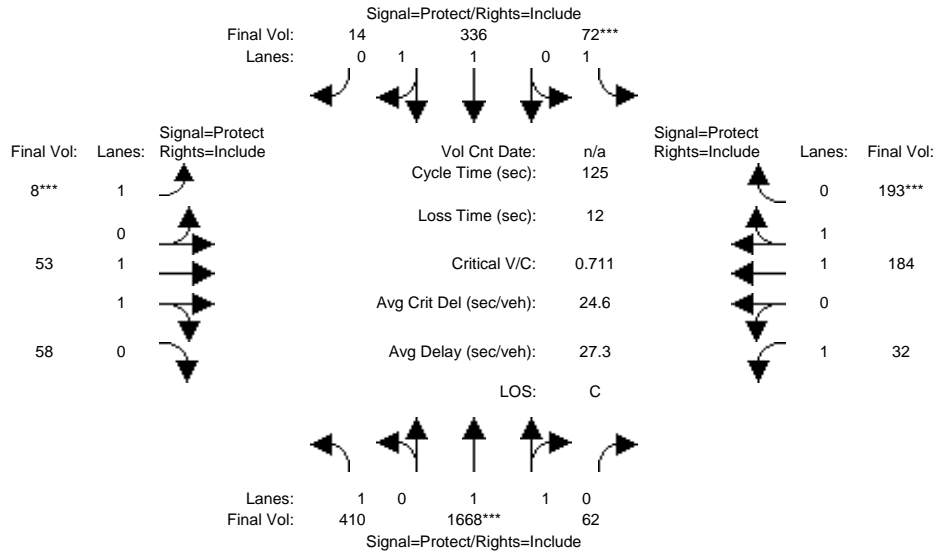 Signal=Protect/Rights=Include
Final Vol: 14 336 72***
Lanes: 0 1 1 0 1
Signal=Protect
Final Vol: Lanes: Rights=Include
Vol Cnt Date: n/a
Signal=Protect
Rights=Include Lanes: Final Vol:
Cycle Time (sec): 125
8*** 1
0 193***
Loss Time (sec): 12
0
1
53 1
Critical V/C: 0.711
1 184
1
Avg Crit Del (sec/veh): 24.6
0
58 0
Avg Delay (sec/veh): 27.3
1 32
LOS: C
Lanes: 1 0 1 1 0
Final Vol: 410 1668*** 62
Signal=Protect/Rights=Include